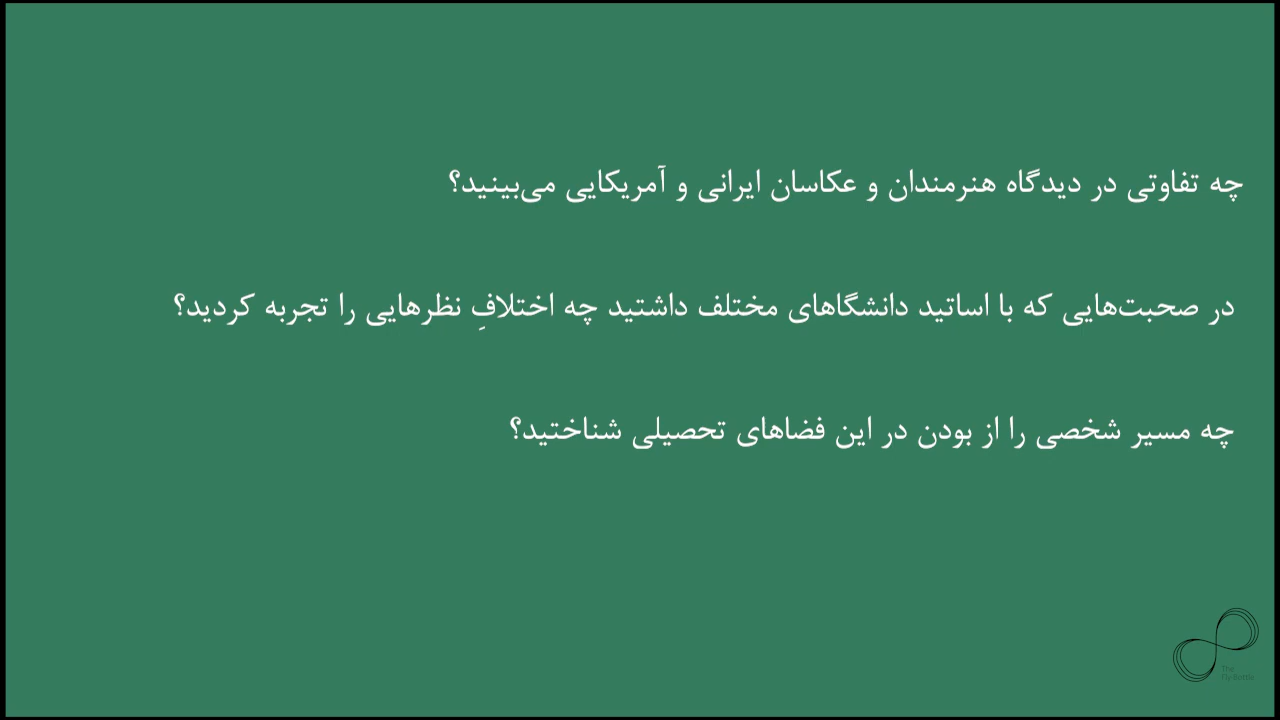 چه تفاوتی در دیدگاه هنرمندان و عکاسان ایرانی و آمریکایی می‌بینید؟
در صحبت‌هایی که با اساتید دانشگاهای مختلف داشتید چه اختلافِ نظرهایی را تجربه کردید؟
چه مسیر شخصی را از بودن در این فضاهای تحصیلی شناختید؟
The